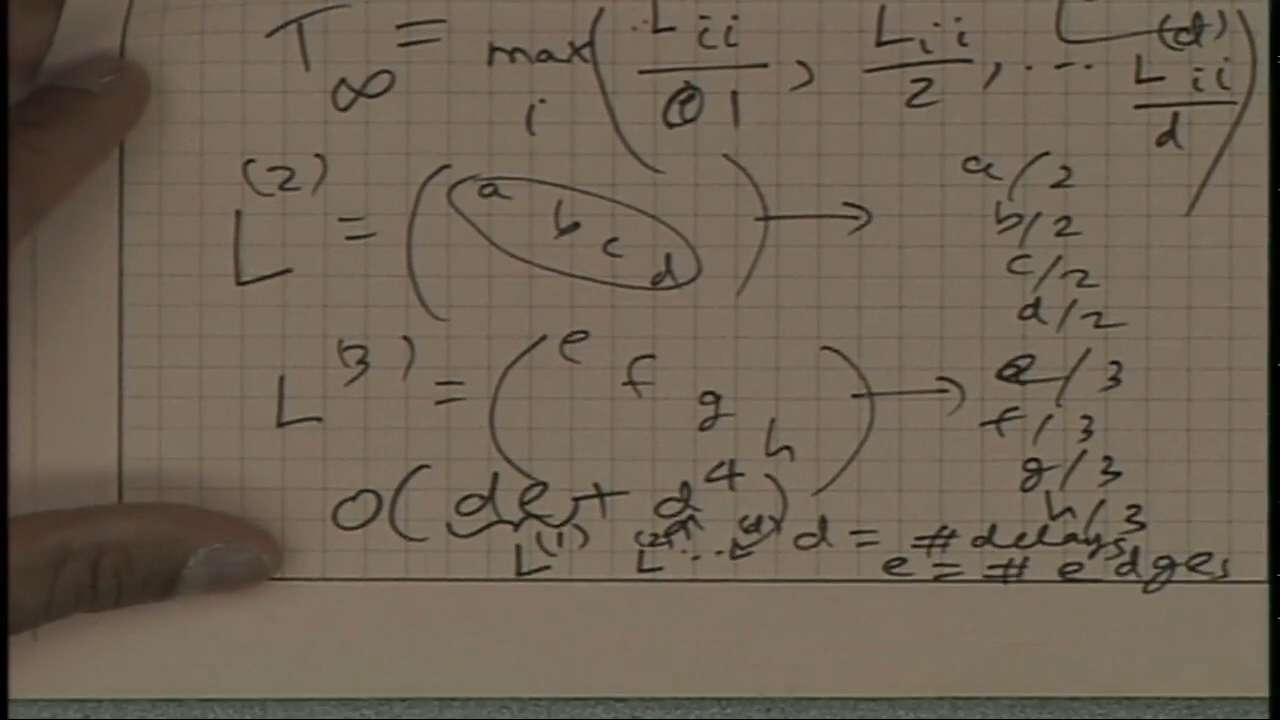 T∞ = max i ( Lii / 1 , Lii / 2 , .... L(d)ii / d )
L(2) = ( a b c d ) → a/2
b/2
c/2
d/2
L(3) = ( e f g h ) → e/3
f/3
g/3
h/3
O( de + d^4 )
L(1) L(2) ... L(d) d = # delays
e = # edges